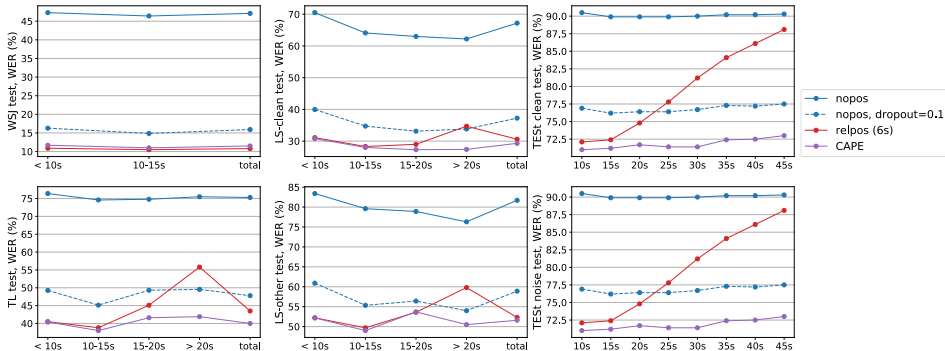 WSJ test, WER (%)
45
40
35
30
25
20
15
10
< 10s 10-15s total
LS-clean test, WER (%)
70
60
50
40
30
< 10s 10-15s 15-20s > 20s total
TESt clean test, WER (%)
90.0
87.5
85.0
82.5
80.0
77.5
75.0
72.5
10s 15s 20s 25s 30s 35s 40s 45s
nopos
nopos, dropout=0.1
relpos (6s)
CAPE
TL test, WER (%)
75
70
65
60
55
50
45
40
< 10s 10-15s 15-20s > 20s total
LS-other test, WER (%)
85
80
75
70
65
60
55
50
< 10s 10-15s 15-20s > 20s total
TESt noise test, WER (%)
90.0
87.5
85.0
82.5
80.0
77.5
75.0
72.5
10s 15s 20s 25s 30s 35s 40s 45s